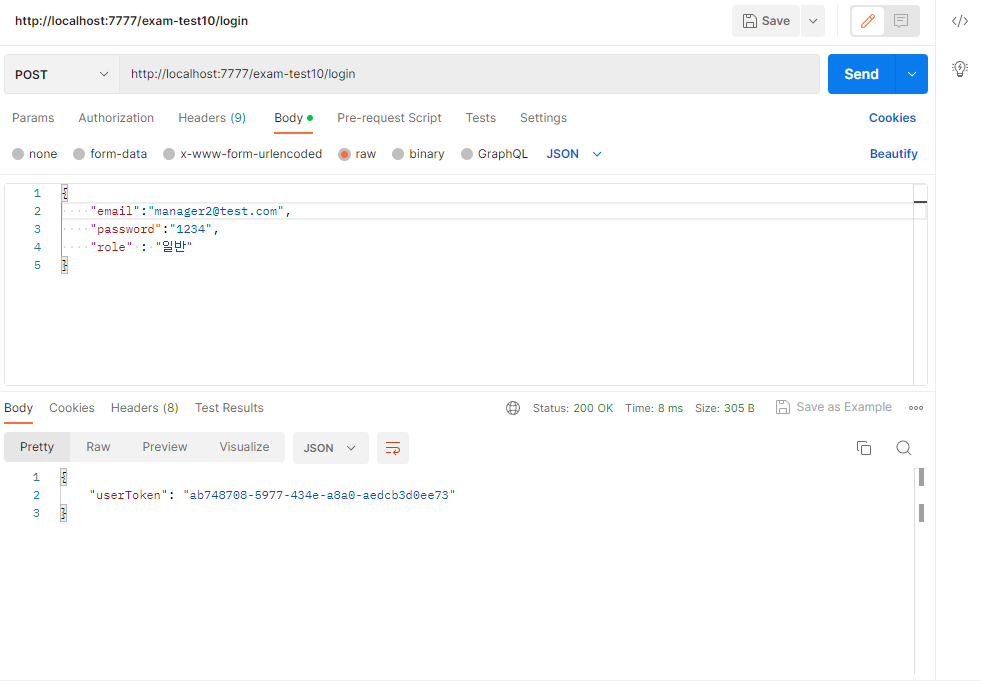 http://localhost:7777/exam-test10/login Save
POST http://localhost:7777/exam-test10/login Send
Params Authorization Headers (9) Body Pre-request Script Tests Settings Cookies
none form-data x-www-form-urlencoded raw binary GraphQL JSON Beautify
1 {
2 "email":"manager2@test.com",
3 "password":"1234",
4 "role" : "일반"
5 }
Body Cookies Headers (8) Test Results Status: 200 OK Time: 8 ms Size: 305 B Save as Example
Pretty Raw Preview Visualize JSON
1 {
2 "userToken": "ab748708-5977-434e-a8a0-aedcb3d0ee73"
3 }